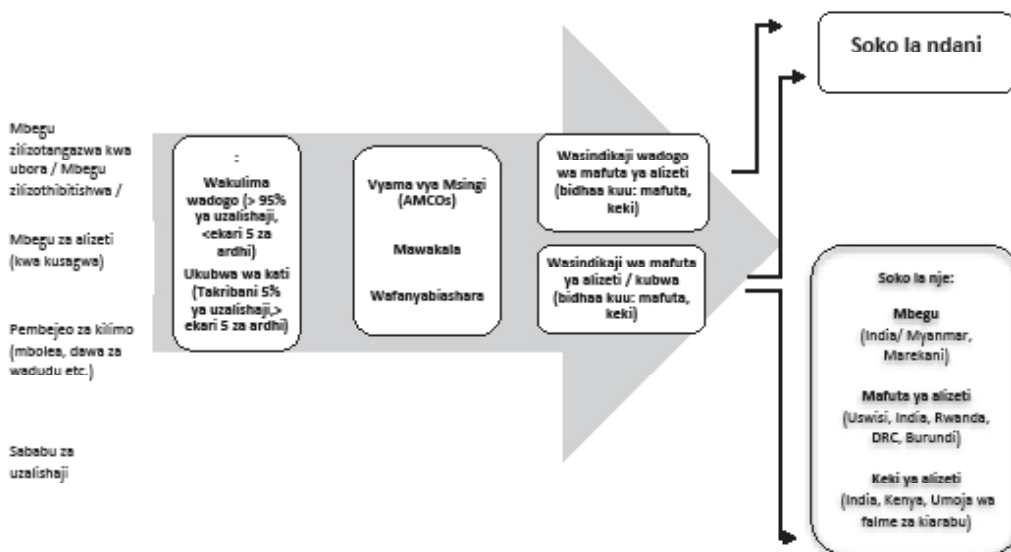 Mbegu
zilizotangazwa kwa
ubora / Mbegu
zilizothibitishwa /
Mbegu za alizeti
(kwa kusagwa)
Pembejeo za kilimo
(mbolea, dawa za
wadudu etc.)
Sababu za
uzalishaji
:
Wakulima
wadogo (> 95%
ya uzalishaji,
<ekari 5 za
ardhi)
Ukubwa wa kati
(Takribani 5%
ya uzalishaji,>
ekari 5 za ardhi)
Vyama vya Msingi
(AMCOs)
Mawakala
Wafanyabiashara
Wasindikaji wadogo
wa mafuta ya alizeti
(bidhaa kuu: mafuta,
keki)
Wasindikaji wa mafuta
ya alizeti / kubwa
(bidhaa kuu: mafuta,
keki)
Soko la ndani
Soko la nje:
Mbegu
(India/ Myanmar,
Marekani)
Mafuta ya alizeti
(Uswisi, India, Rwanda,
DRC, Burundi)
Keki ya alizeti
(India, Kenya, Umoja wa
falme za kiarabu)